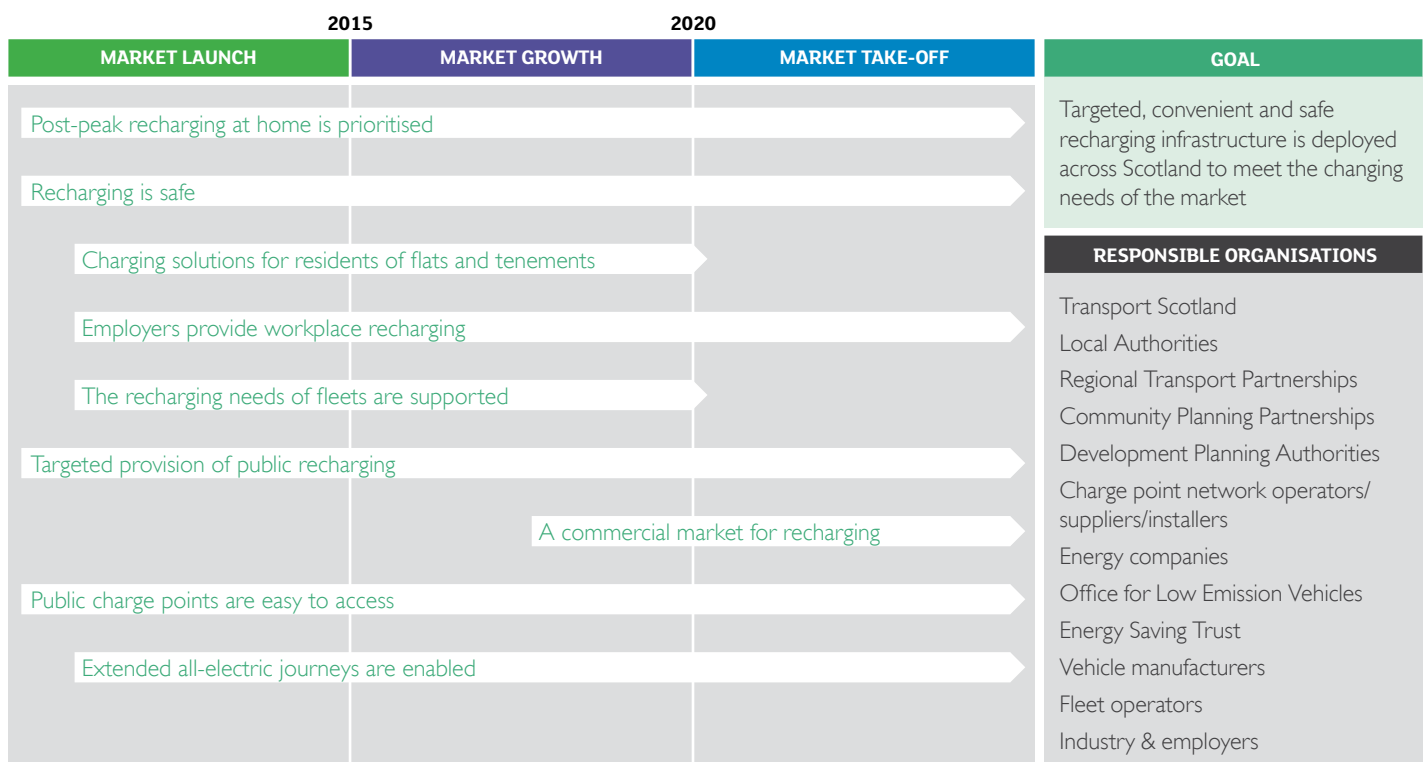 2015
2020
MARKET LAUNCH
MARKET GROWTH
MARKET TAKE-OFF
Post-peak recharging at home is prioritised
Recharging is safe
Charging solutions for residents of flats and tenements
Employers provide workplace recharging
The recharging needs of fleets are supported
Targeted provision of public recharging
A commercial market for recharging
Public charge points are easy to access
Extended all-electric journeys are enabled
GOAL
Targeted, convenient and safe
recharging infrastructure is deployed
across Scotland to meet the changing
needs of the market
RESPONSIBLE ORGANISATIONS
Transport Scotland
Local Authorities
Regional Transport Partnerships
Community Planning Partnerships
Development Planning Authorities
Charge point network operators/
suppliers/installers
Energy companies
Office for Low Emission Vehicles
Energy Saving Trust
Vehicle manufacturers
Fleet operators
Industry & employers